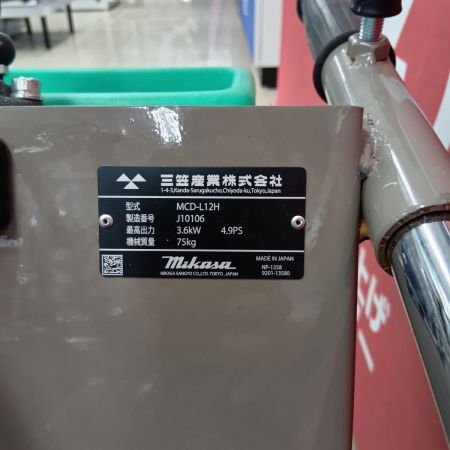 三笠産業株式会社
1-4-3,Kanda-Sarugakucho,Chiyoda-ku,Tokyo,Japan
型式 MCD-L12H
製造番号 J10106
最高出力 3.6kW 4.9PS
機械質量 75kg
mikasa MADE IN JAPAN
MIKASA SANGYO CO.,LTD. TOKYO, JAPAN
NP-1358
9201-13580